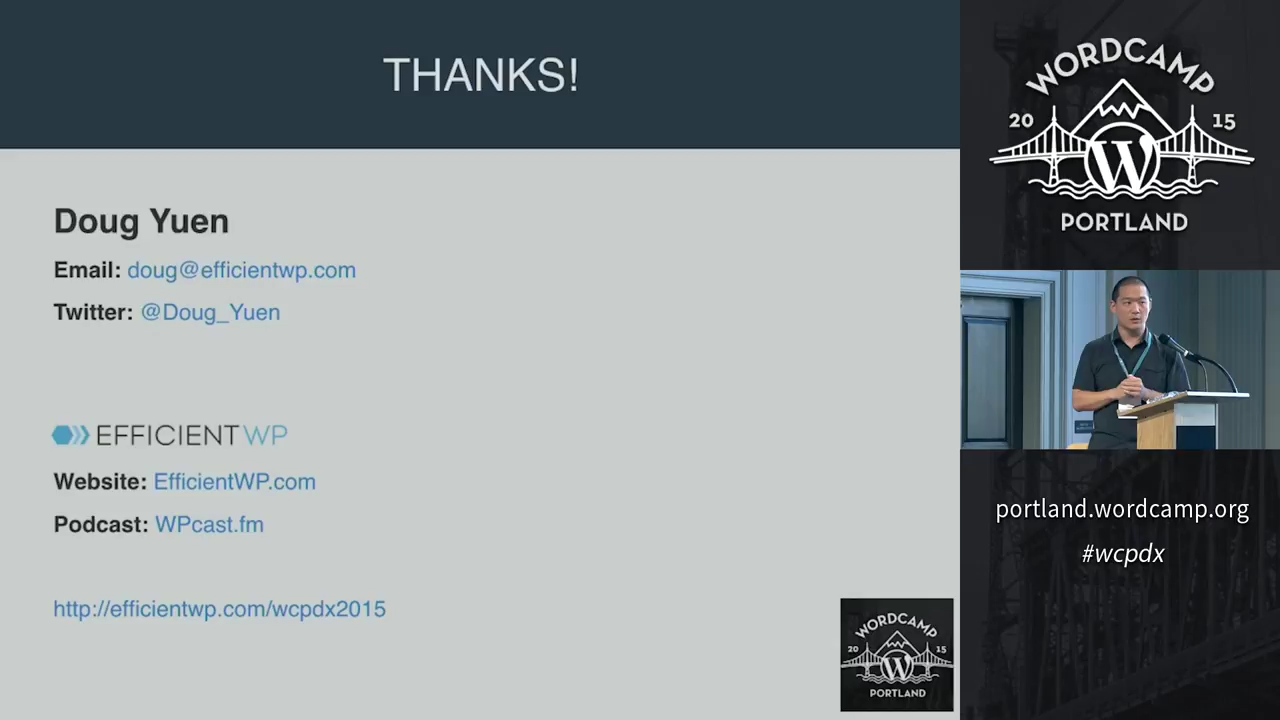 THANKS!
Doug Yuen
Email: doug@efficientwp.com
Twitter: @Doug_Yuen
EFFICIENTWP
Website: EfficientWP.com
Podcast: WPcast.fm
http://efficientwp.com/wcpdx2015
WORDCAMP
20 15
W
PORTLAND
WORDCAMP
20 15
W
PORTLAND
portland.wordcamp.org
#wcpdx